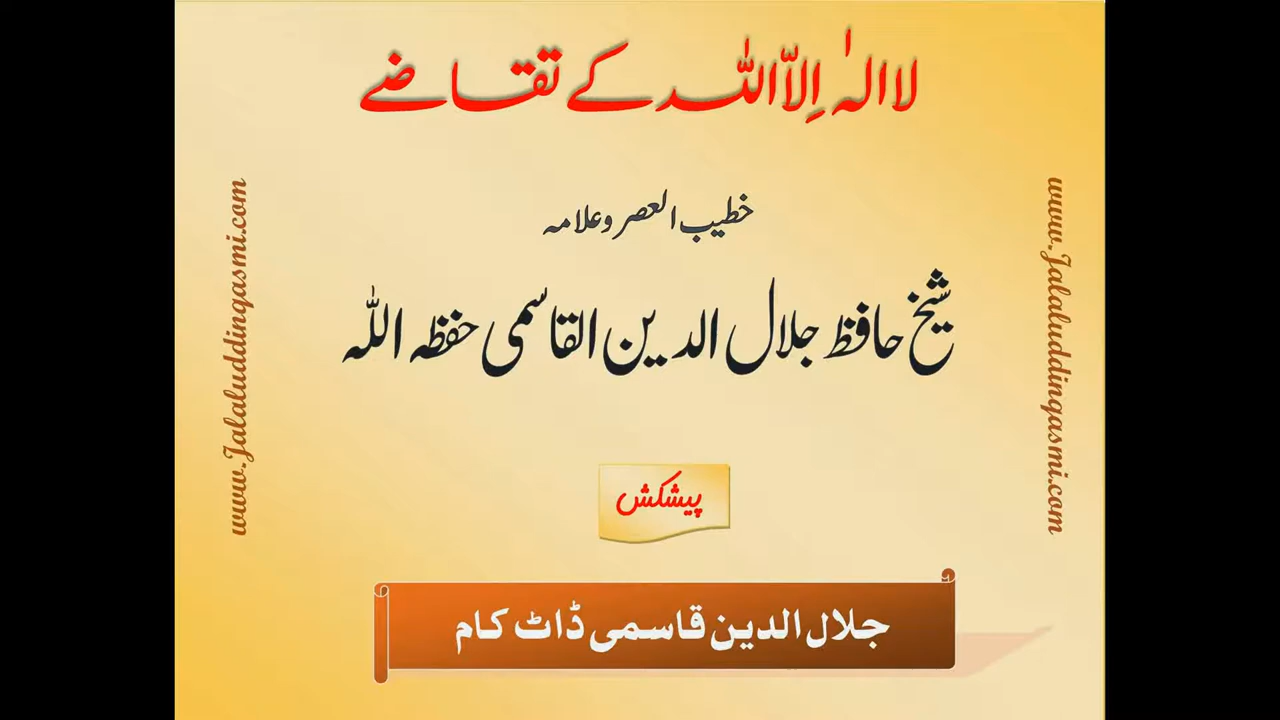 لا الہٰ اِلاّ اللہ کے تقاضے
خطیب العصر وعلامہ
شیخ حافظ جلال الدین القاسمی حفظہ اللہ
www.Jalaluddinqasmi.com
www.Jalaluddinqasmi.com
پیشکش
جلال الدین قاسمی ڈاٹ کام